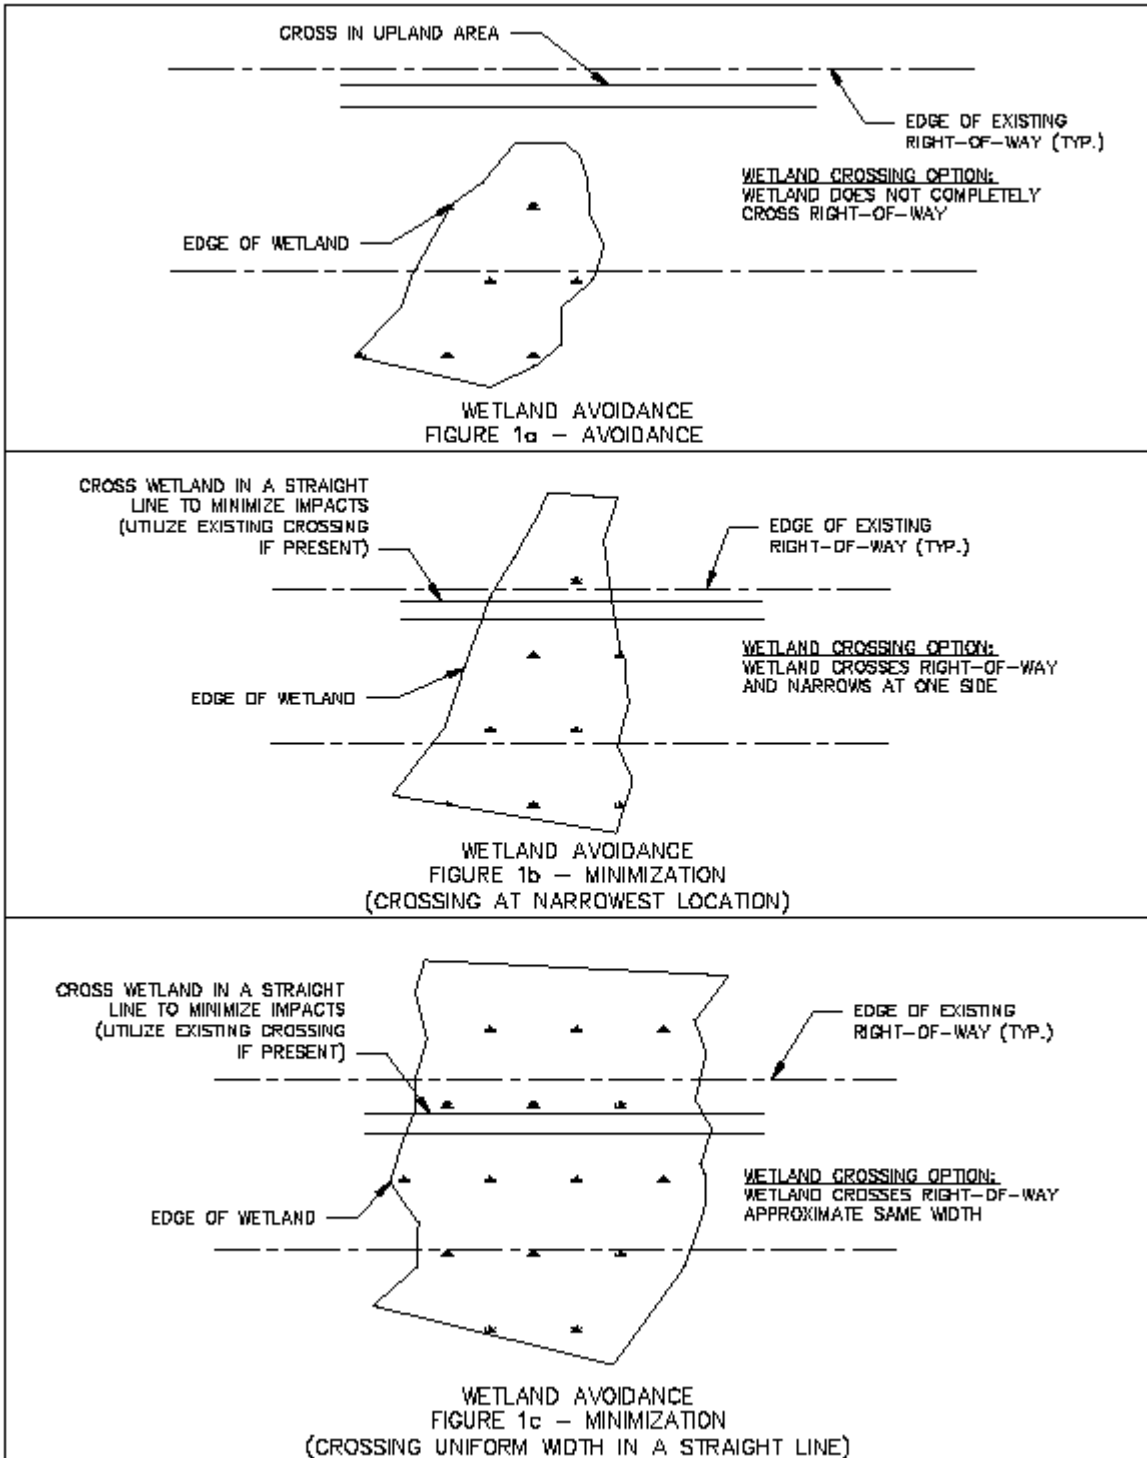 CROSS IN UPLAND AREA
EDGE OF EXISTING
RIGHT-OF-WAY (TYP.)
WETLAND CROSSING OPTION:
WETLAND DOES NOT COMPLETELY
CROSS RIGHT-OF-WAY
EDGE OF WETLAND
WETLAND AVOIDANCE
FIGURE 1a - AVOIDANCE
CROSS WETLAND IN A STRAIGHT
LINE TO MINIMIZE IMPACTS
(UTILIZE EXISTING CROSSING
IF PRESENT)
EDGE OF EXISTING
RIGHT-OF-WAY (TYP.)
WETLAND CROSSING OPTION:
WETLAND CROSSES RIGHT-OF-WAY
AND NARROWS AT ONE SIDE
EDGE OF WETLAND
WETLAND AVOIDANCE
FIGURE 1b - MINIMIZATION
(CROSSING AT NARROWEST LOCATION)
CROSS WETLAND IN A STRAIGHT
LINE TO MINIMIZE IMPACTS
(UTILIZE EXISTING CROSSING
IF PRESENT)
EDGE OF EXISTING
RIGHT-OF-WAY (TYP.)
WETLAND CROSSING OPTION:
WETLAND CROSSES RIGHT-OF-WAY
APPROXIMATE SAME WIDTH
EDGE OF WETLAND
WETLAND AVOIDANCE
FIGURE 1c - MINIMIZATION
(CROSSING UNIFORM WIDTH IN A STRAIGHT LINE)